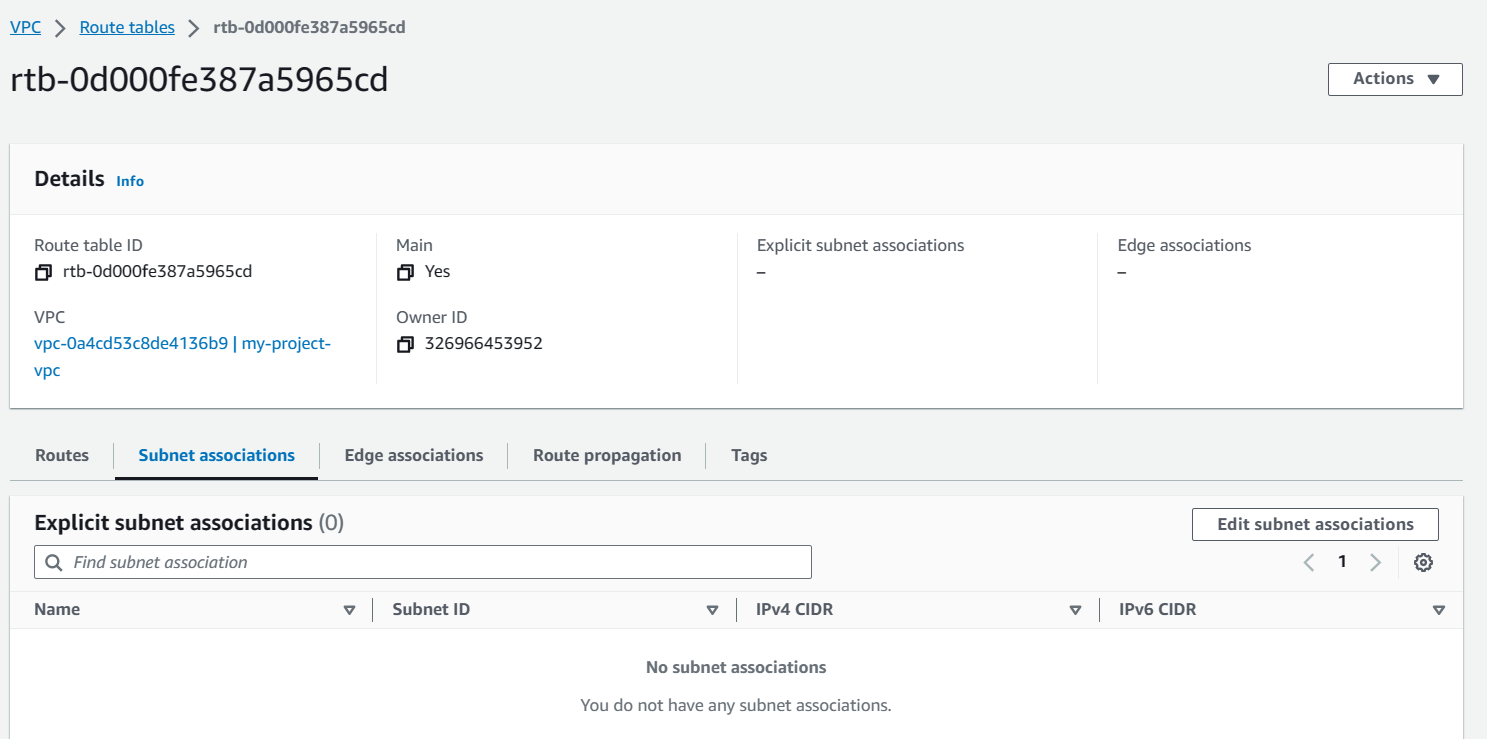 VPC > Route tables > rtb-0d000fe387a5965cd
rtb-0d000fe387a5965cd
Actions
Details Info
Route table ID
rtb-0d000fe387a5965cd
VPC
vpc-0a4cd53c8de4136b9 | my-project-
vpc
Main
Yes
Owner ID
326966453952
Explicit subnet associations
–
Edge associations
–
Routes Subnet associations Edge associations Route propagation Tags
Explicit subnet associations (0)
Edit subnet associations
Find subnet association
1
Name Subnet ID IPv4 CIDR IPv6 CIDR
No subnet associations
You do not have any subnet associations.